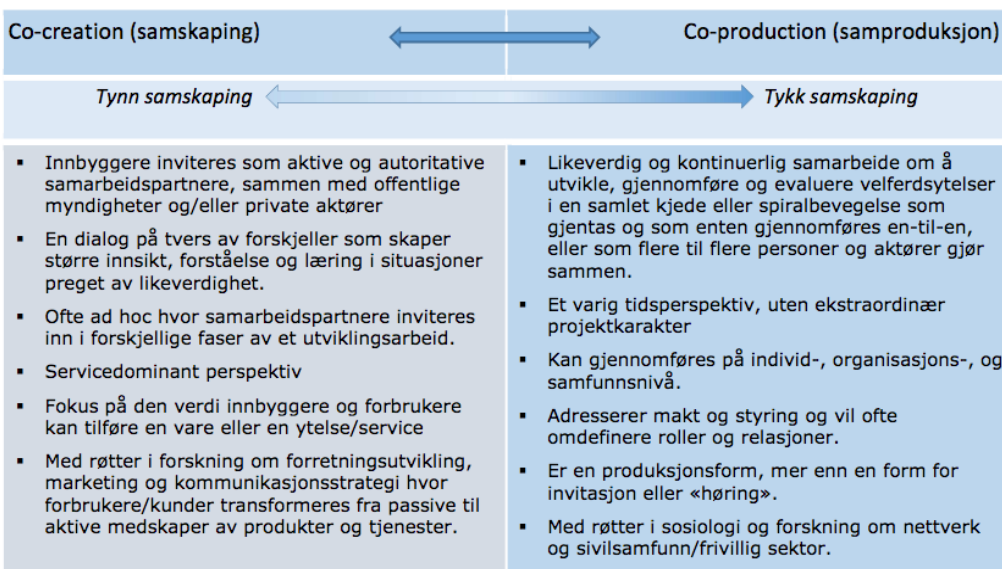 Co-creation (samskaping)
Co-production (samproduksjon)
Tynn samskaping
Tykk samskaping
▪ Innbyggere inviteres som aktive og autoritative
samarbeidspartnere, sammen med offentlige
myndigheter og/eller private aktører
▪ En dialog på tvers av forskjeller som skaper
større innsikt, forståelse og læring i situasjoner
preget av likeverdighet.
▪ Ofte ad hoc hvor samarbeidspartnere inviteres
inn i forskjellige faser av et utviklingsarbeid.
▪ Servicedominant perspektiv
▪ Fokus på den verdi innbyggere og forbrukere
kan tilføre en vare eller en ytelse/service
▪ Med røtter i forskning om forretningsutvikling,
marketing og kommunikasjonsstrategi hvor
forbrukere/kunder transformeres fra passive til
aktive medskaper av produkter og tjenester.
▪ Likeverdig og kontinuerlig samarbeide om å
utvikle, gjennomføre og evaluere velferdsytelser
i en samlet kjede eller spiralbevegelse som
gjentas og som enten gjennomføres en-til-en,
eller som flere til flere personer og aktører gjør
sammen.
▪ Et varig tidsperspektiv, uten ekstraordinær
projektkarakter
▪ Kan gjennomføres på individ-, organisasjons-, og
samfunnsnivå.
▪ Adresserer makt og styring og vil ofte
omdefinere roller og relasjoner.
▪ Er en produksjonsform, mer enn en form for
invitasjon eller «høring».
▪ Med røtter i sosiologi og forskning om nettverk
og sivilsamfunn/frivillig sektor.